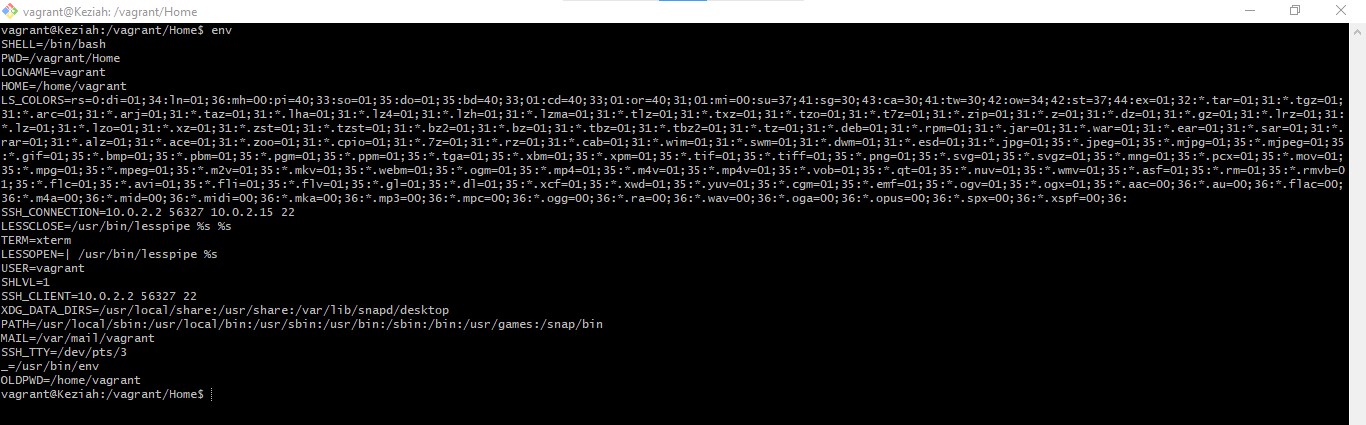 vagrant@Keziah: /vagrant/Home
vagrant@Keziah:/vagrant/Home$ env
SHELL=/bin/bash
PWD=/vagrant/Home
LOGNAME=vagrant
HOME=/home/vagrant
LS_COLORS=rs=0:di=01;34:ln=01;36:mh=00:pi=40;33:so=01;35:do=01;35:bd=40;33;01:cd=40;33;01:or=40;31;01:mi=00:su=37;41:sg=30;43:ca=30;41:tw=30;42:ow=34;42:st=37;44:ex=01;32:*.tar=01;31:*.tgz=01;
31:*.arc=01;31:*.arj=01;31:*.taz=01;31:*.lha=01;31:*.lz4=01;31:*.lzh=01;31:*.lzma=01;31:*.tlz=01;31:*.txz=01;31:*.tzo=01;31:*.t7z=01;31:*.zip=01;31:*.z=01;31:*.dz=01;31:*.gz=01;31:*.lrz=01;31:
*.lz=01;31:*.lzo=01;31:*.xz=01;31:*.zst=01;31:*.tzst=01;31:*.bz2=01;31:*.bz=01;31:*.tbz=01;31:*.tbz2=01;31:*.tz=01;31:*.deb=01;31:*.rpm=01;31:*.jar=01;31:*.war=01;31:*.ear=01;31:*.sar=01;31:*.
rar=01;31:*.alz=01;31:*.ace=01;31:*.zoo=01;31:*.cpio=01;31:*.7z=01;31:*.rz=01;31:*.cab=01;31:*.wim=01;31:*.swm=01;31:*.dwm=01;31:*.esd=01;31:*.jpg=01;35:*.jpeg=01;35:*.mjpg=01;35:*.mjpeg=01;35
:*.gif=01;35:*.bmp=01;35:*.pbm=01;35:*.pgm=01;35:*.ppm=01;35:*.tga=01;35:*.xbm=01;35:*.xpm=01;35:*.tif=01;35:*.tiff=01;35:*.png=01;35:*.svg=01;35:*.svgz=01;35:*.mng=01;35:*.pcx=01;35:*.mov=01;
35:*.mpg=01;35:*.mpeg=01;35:*.m2v=01;35:*.mkv=01;35:*.webm=01;35:*.ogm=01;35:*.mp4=01;35:*.m4v=01;35:*.mp4v=01;35:*.vob=01;35:*.qt=01;35:*.nuv=01;35:*.wmv=01;35:*.asf=01;35:*.rm=01;35:*.rmvb=0
1;35:*.flc=01;35:*.avi=01;35:*.fli=01;35:*.flv=01;35:*.gl=01;35:*.dl=01;35:*.xcf=01;35:*.xwd=01;35:*.yuv=01;35:*.cgm=01;35:*.emf=01;35:*.ogv=01;35:*.ogx=01;35:*.aac=00;36:*.au=00;36:*.flac=00;
36:*.m4a=00;36:*.mid=00;36:*.midi=00;36:*.mka=00;36:*.mp3=00;36:*.mpc=00;36:*.ogg=00;36:*.ra=00;36:*.wav=00;36:*.oga=00;36:*.opus=00;36:*.spx=00;36:*.xspf=00;36:
SSH_CONNECTION=10.0.2.2 56327 10.0.2.15 22
LESSCLOSE=/usr/bin/lesspipe %s %s
TERM=xterm
LESSOPEN=| /usr/bin/lesspipe %s
USER=vagrant
SHLVL=1
SSH_CLIENT=10.0.2.2 56327 22
XDG_DATA_DIRS=/usr/local/share:/usr/share:/var/lib/snapd/desktop
PATH=/usr/local/sbin:/usr/local/bin:/usr/sbin:/usr/bin:/sbin:/bin:/usr/games:/snap/bin
MAIL=/var/mail/vagrant
SSH_TTY=/dev/pts/3
_=/usr/bin/env
OLDPWD=/home/vagrant
vagrant@Keziah:/vagrant/Home$